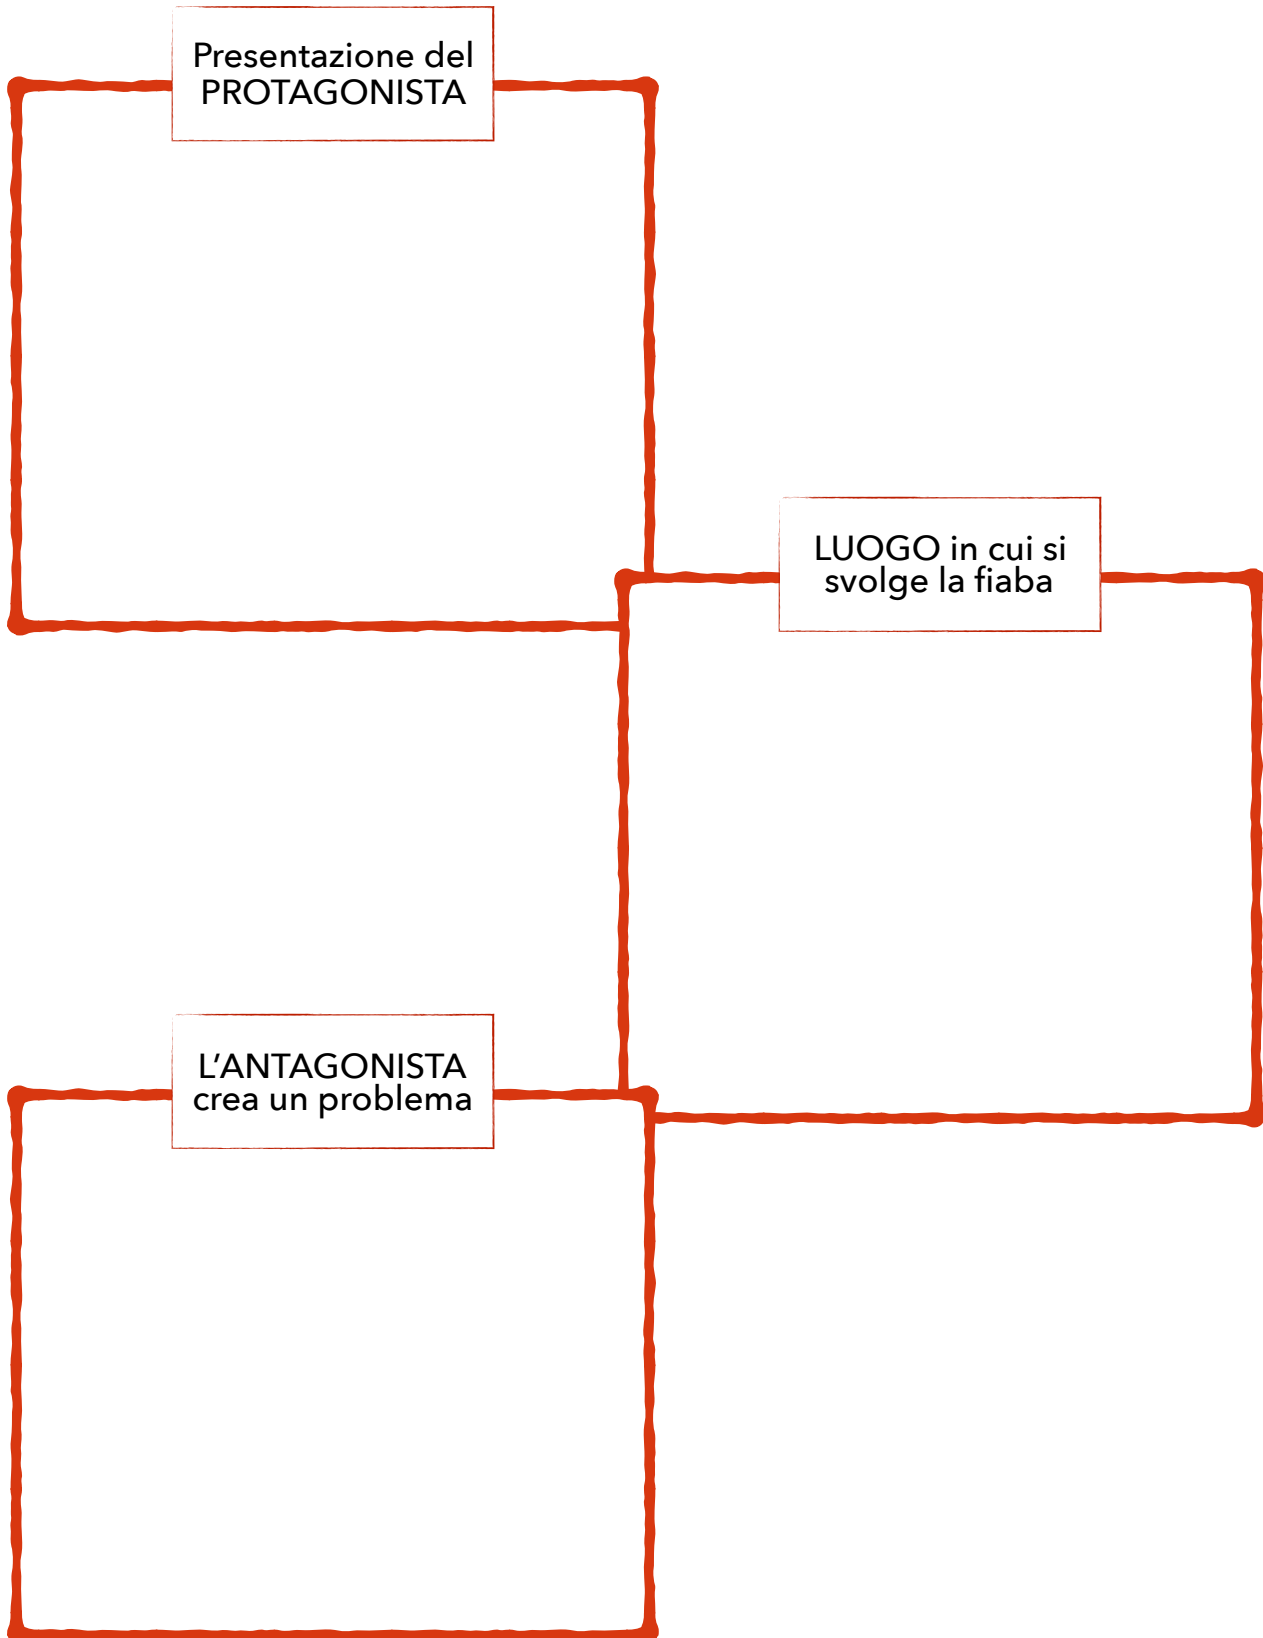 Presentazione del
PROTAGONISTA
LUOGO in cui si
svolge la fiaba
L’ANTAGONISTA
crea un problema